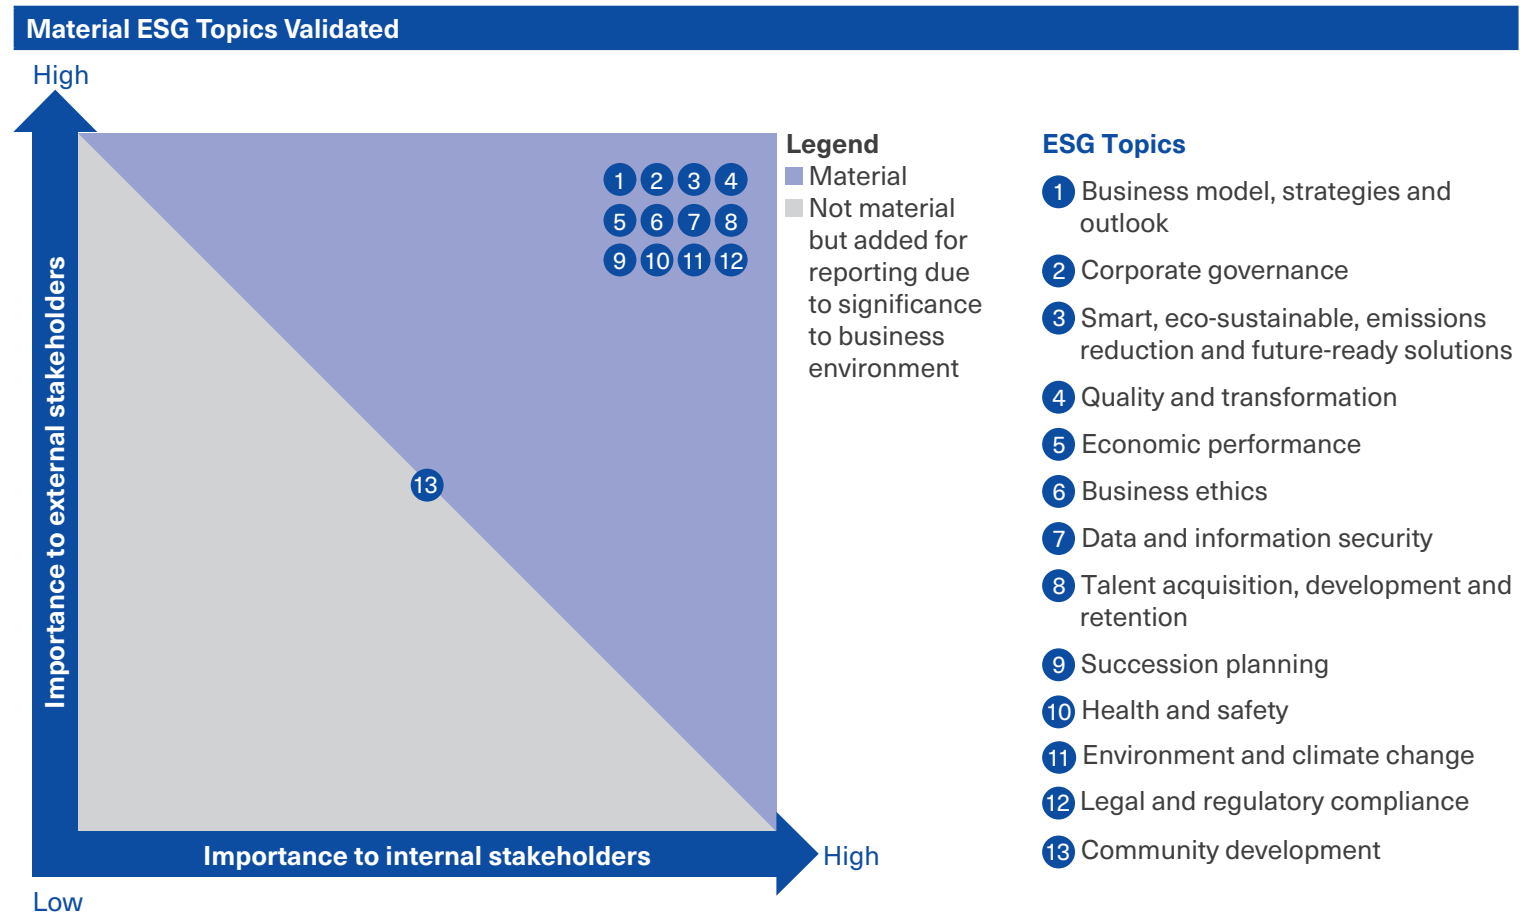 Material ESG Topics Validated
High
Importance to external stakeholders
1 2 3 4
5 6 7 8
9 10 11 12
13
Importance to internal stakeholders
High
Low
Legend
Material
Not material
but added for
reporting due
to significance
to business
environment
ESG Topics
1 Business model, strategies and
outlook
2 Corporate governance
3 Smart, eco-sustainable, emissions
reduction and future-ready solutions
4 Quality and transformation
5 Economic performance
6 Business ethics
7 Data and information security
8 Talent acquisition, development and
retention
9 Succession planning
10 Health and safety
11 Environment and climate change
12 Legal and regulatory compliance
13 Community development